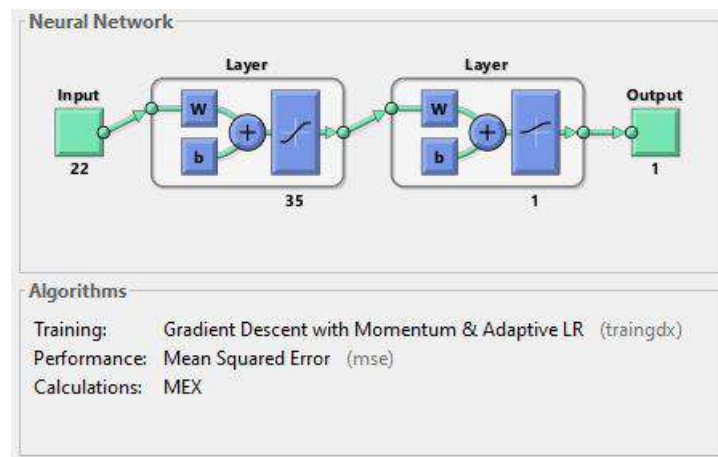 Neural Network
Layer Layer
Input W W Output
b + b +
22 35 1 1
Algorithms
Training: Gradient Descent with Momentum & Adaptive LR (traingdx)
Performance: Mean Squared Error (mse)
Calculations: MEX